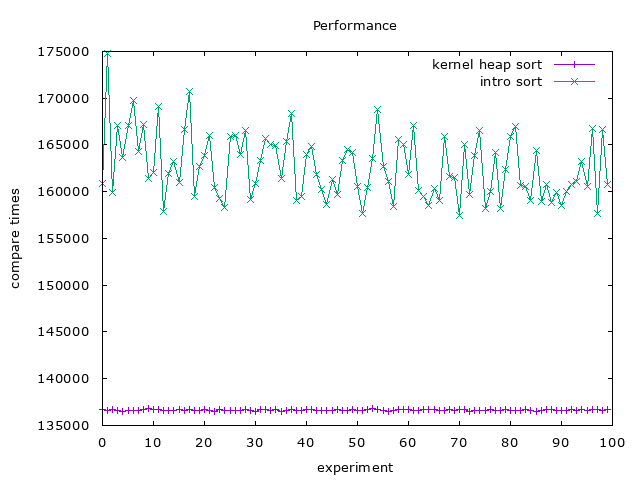 Performance
175000
170000
165000
160000
155000
150000
145000
140000
135000
compare times
kernel heap sort
intro sort
0 10 20 30 40 50 60 70 80 90 100
experiment